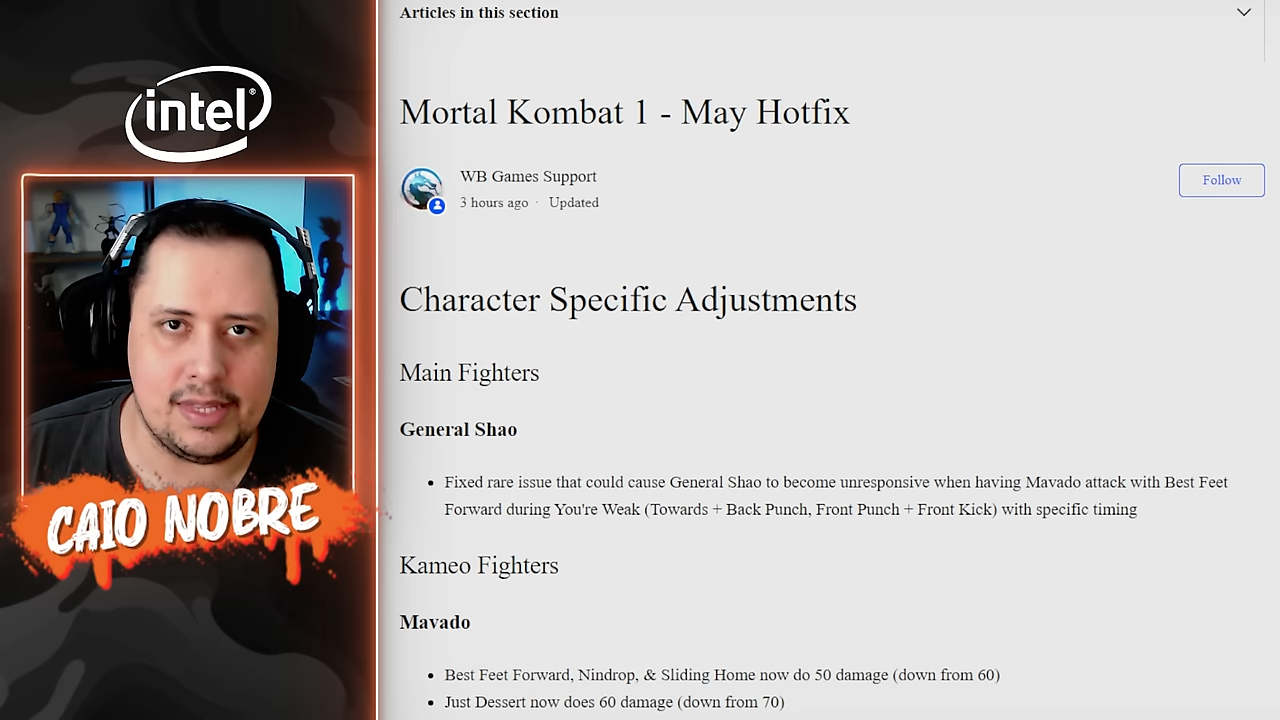 intel®
CAIO NOBRE
Articles in this section
Mortal Kombat 1 - May Hotfix
WB Games Support
3 hours ago · Updated
Follow
Character Specific Adjustments
Main Fighters
General Shao
• Fixed rare issue that could cause General Shao to become unresponsive when having Mavado attack with Best Feet
Forward during You're Weak (Towards + Back Punch, Front Punch + Front Kick) with specific timing
Kameo Fighters
Mavado
• Best Feet Forward, Nindrop, & Sliding Home now do 50 damage (down from 60)
• Just Dessert now does 60 damage (down from 70)